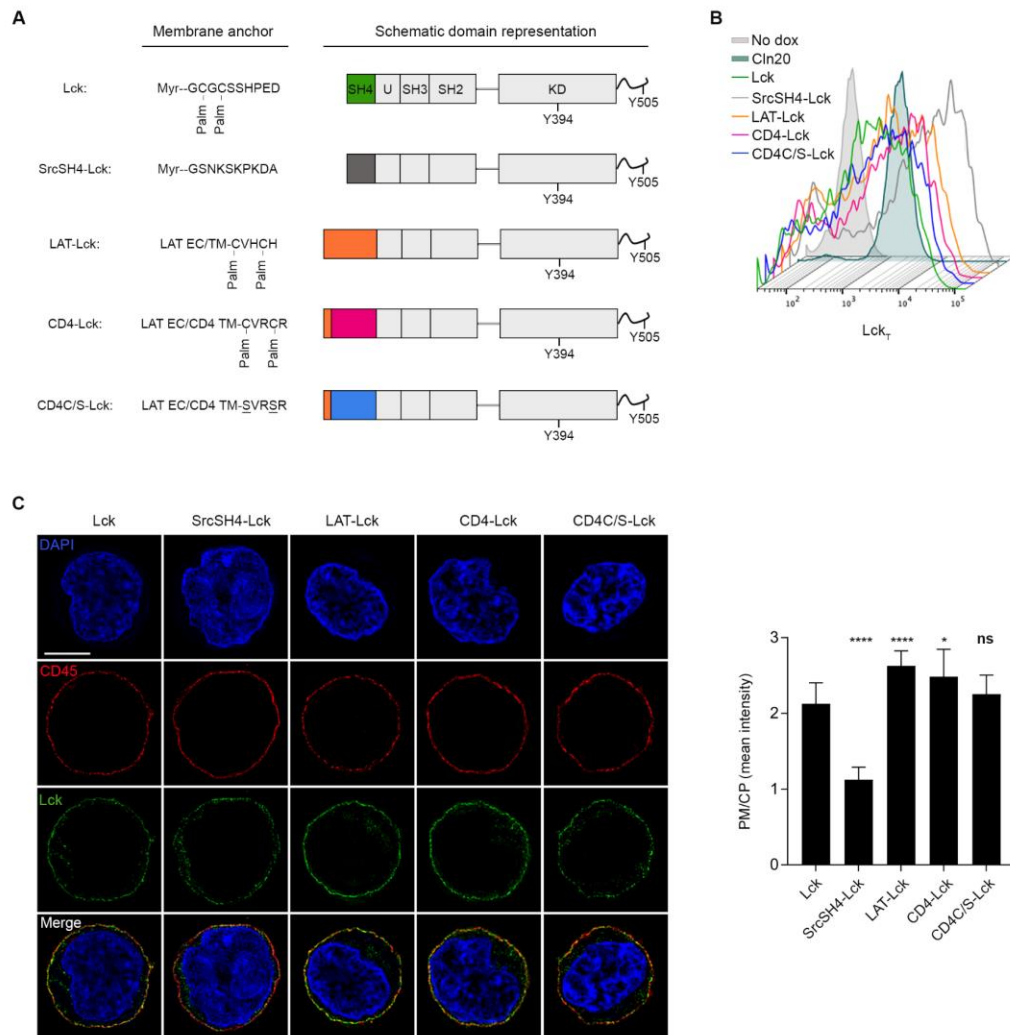 A
Membrane anchor
Schematic domain representation
Lck:
Myr--GCGCSSHPED
Palm -
Palm -
SH4
U
SH3
SH2
KD
Y394
Y505
SrcSH4-Lck:
Myr--GSNKSKPKDA
Y394
Y505
LAT-Lck:
LAT EC/TM-CVHCH
Palm -
Palm -
Y394
Y505
CD4-Lck:
LAT EC/CD4 TM-CVRCR
Palm -
Palm -
Y394
Y505
CD4C/S-Lck:
LAT EC/CD4 TM-SVRSR
Y394
Y505
B
No dox
Cln20
Lck
SrcSH4-Lck
LAT-Lck
CD4-Lck
CD4C/S-Lck
10² 10³ 10⁴ 10⁵
Lck_T
C
Lck
SrcSH4-Lck
LAT-Lck
CD4-Lck
CD4C/S-Lck
DAPI
CD45
Lck
Merge
PM/CP (mean intensity)
3
2
1
0
**** **** * ns
Lck
SrcSH4-Lck
LAT-Lck
CD4-Lck
CD4C/S-Lck